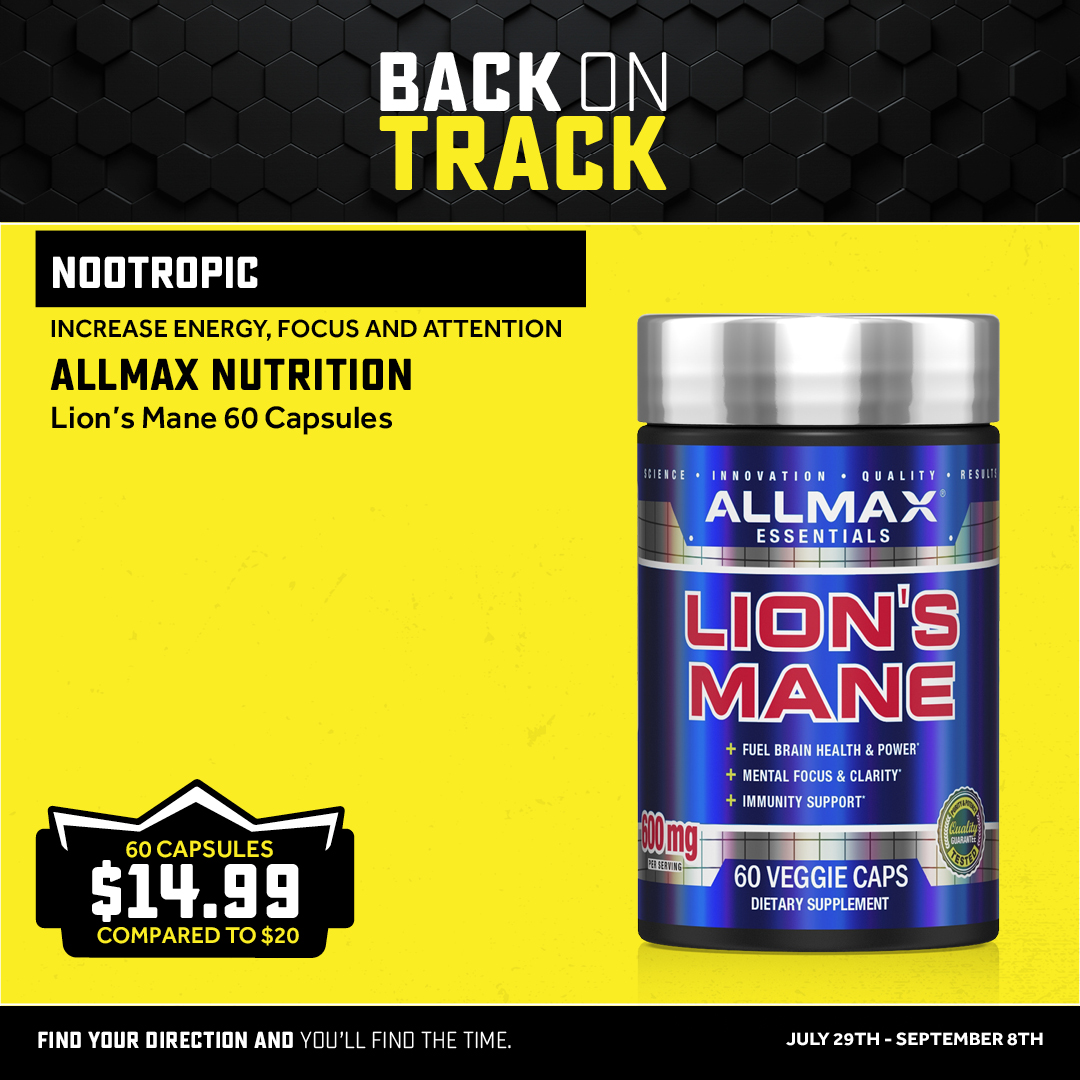 BACK ON
TRACK
NOOTROPIC
INCREASE ENERGY, FOCUS AND ATTENTION
ALLMAX NUTRITION
Lion's Mane 60 Capsules
SCIENCE • INNOVATION • QUALITY • RESULTS
ALLMAX®
ESSENTIALS
LION'S
MANE
+ FUEL BRAIN HEALTH & POWER*
+ MENTAL FOCUS & CLARITY*
+ IMMUNITY SUPPORT*
600 mg
PER SERVING
Quality
GUARANTEE
TESTED
60 VEGGIE CAPS
DIETARY SUPPLEMENT
60 CAPSULES
$14.99
COMPARED TO $20
FIND YOUR DIRECTION AND YOU'LL FIND THE TIME.
JULY 29TH - SEPTEMBER 8TH